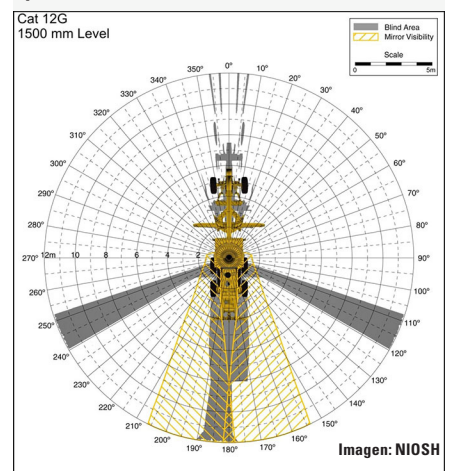 Cat 12G
1500 mm Level
Blind Area
Mirror Visibility
Scale
0 5m
350° 0° 10°
340° 20°
330° 30°
320° 40°
310° 50°
300° 60°
290° 70°
280° 80°
270° 12m 10 8 6 4 2 90°
260° 100°
250° 110°
240° 120°
230° 130°
220° 140°
210° 150°
200° 190° 180° 170° 160°
Imagen: NIOSH